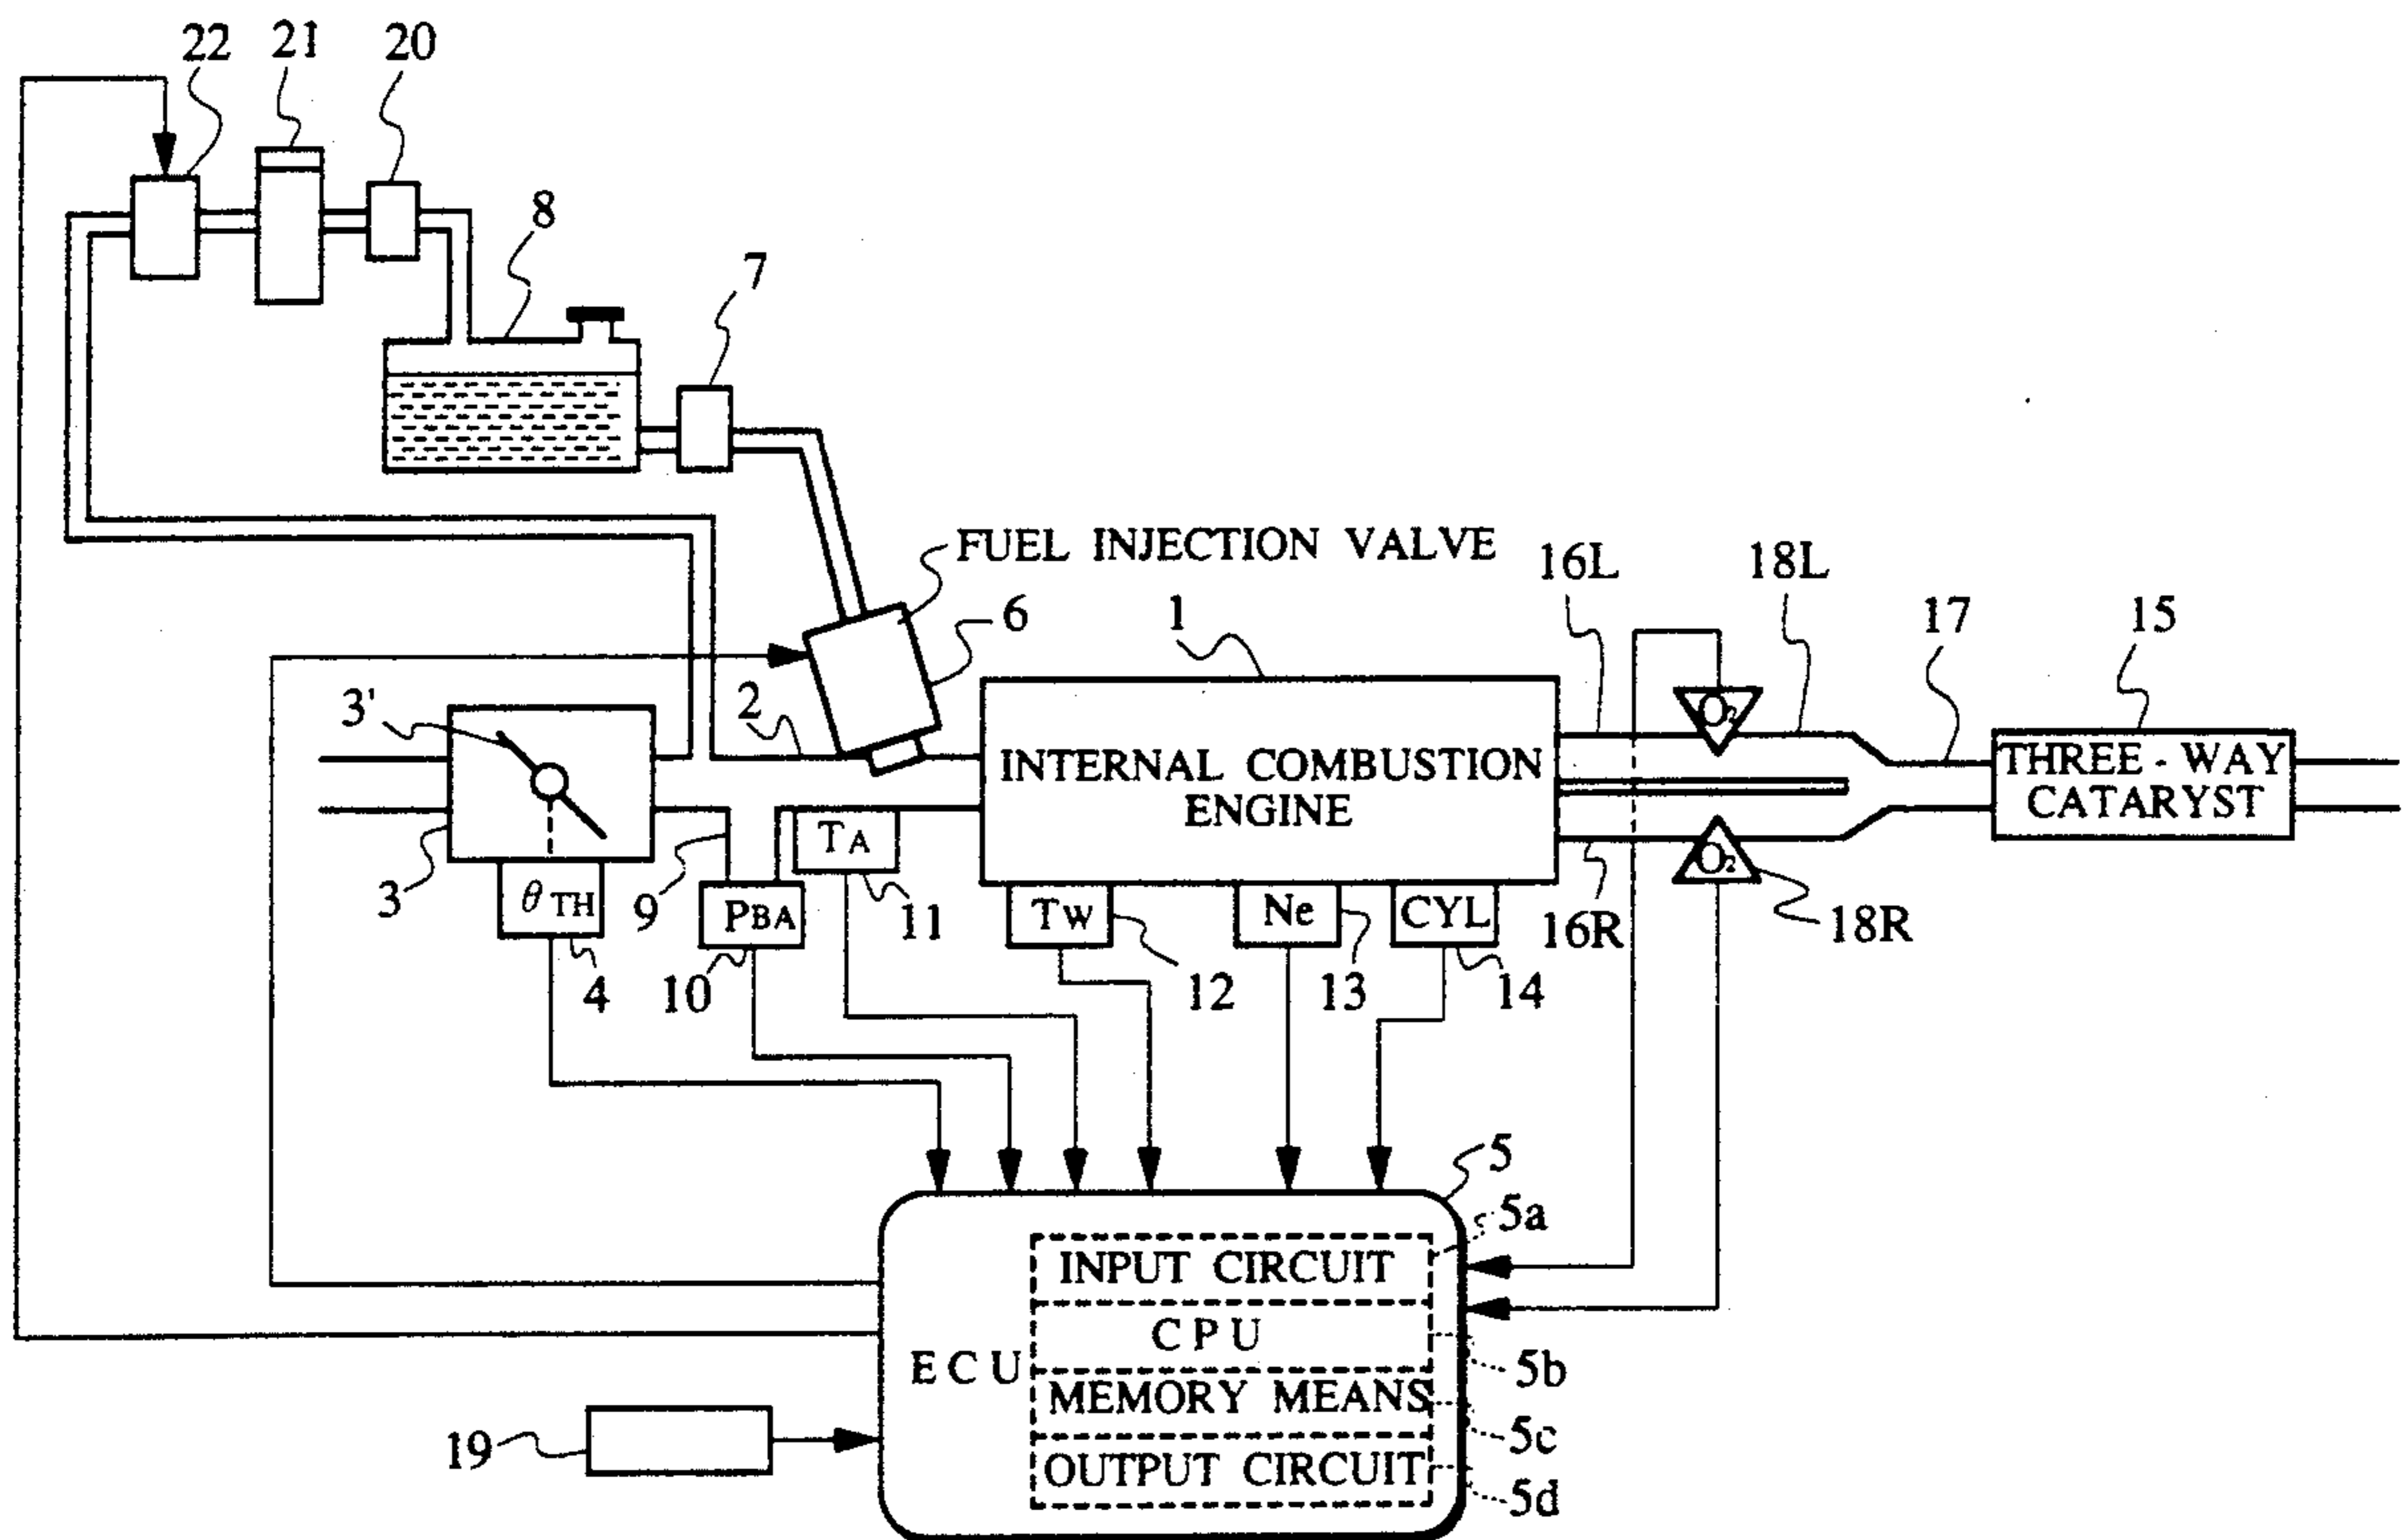 22
21
20
8
7
FUEL INJECTION VALVE
6
1
16L
18L
17
15
2
3'
O2
INTERNAL COMBUSTION
ENGINE
THREE - WAY
CATARYST
TA
θTH
3
9
PBA
11
TW
Ne
CYL
O2
16R
18R
4
10
12
13
14
5
5a
INPUT CIRCUIT
CPU
ECU
5b
MEMORY MEANS
5c
19
OUTPUT CIRCUIT
5d